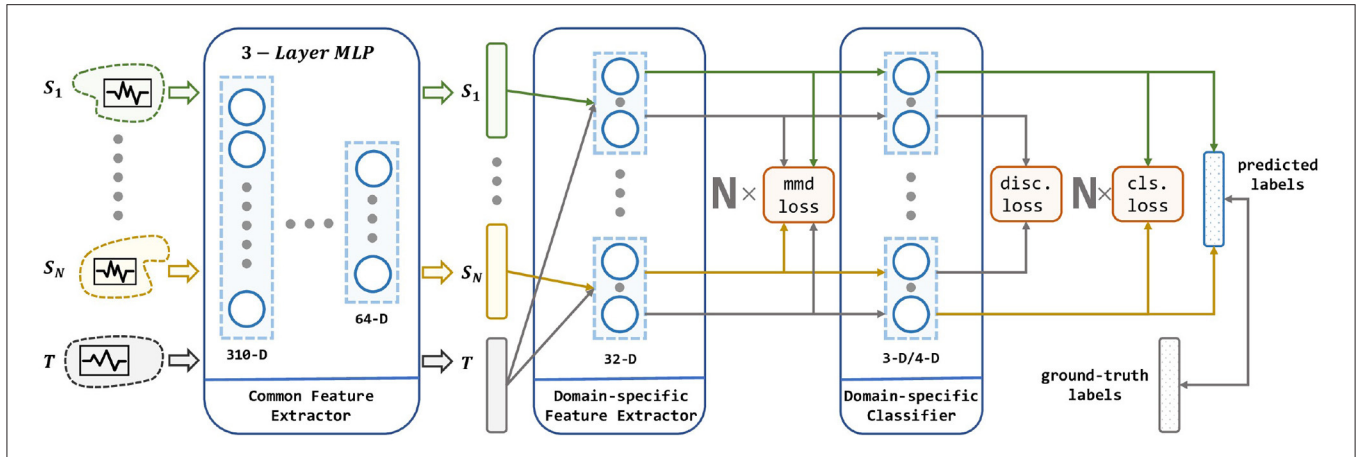 3 - Layer MLP
S1
SN
T
310-D
64-D
Common Feature
Extractor
S1
SN
T
32-D
Domain-specific
Feature Extractor
N×
mmd
loss
3-D/4-D
Domain-specific
Classifier
disc.
loss
N×
cls.
loss
predicted
labels
ground-truth
labels